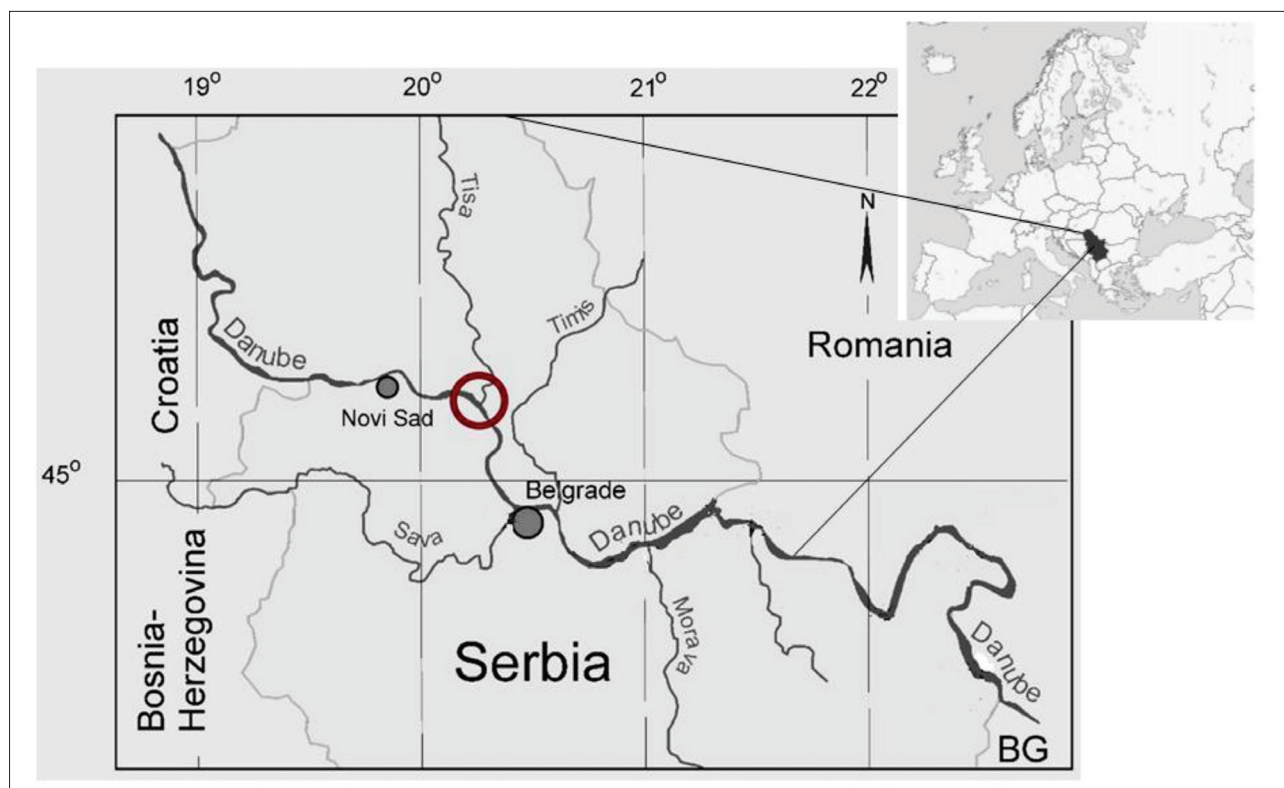 19°
20°
21°
22°
N
Tisa
Timis
Croatia
Danube
Romania
Novi Sad
45°
Belgrade
Danube
Sava
Bosnia-
Herzegovina
Serbia
Morava
Danube
BG